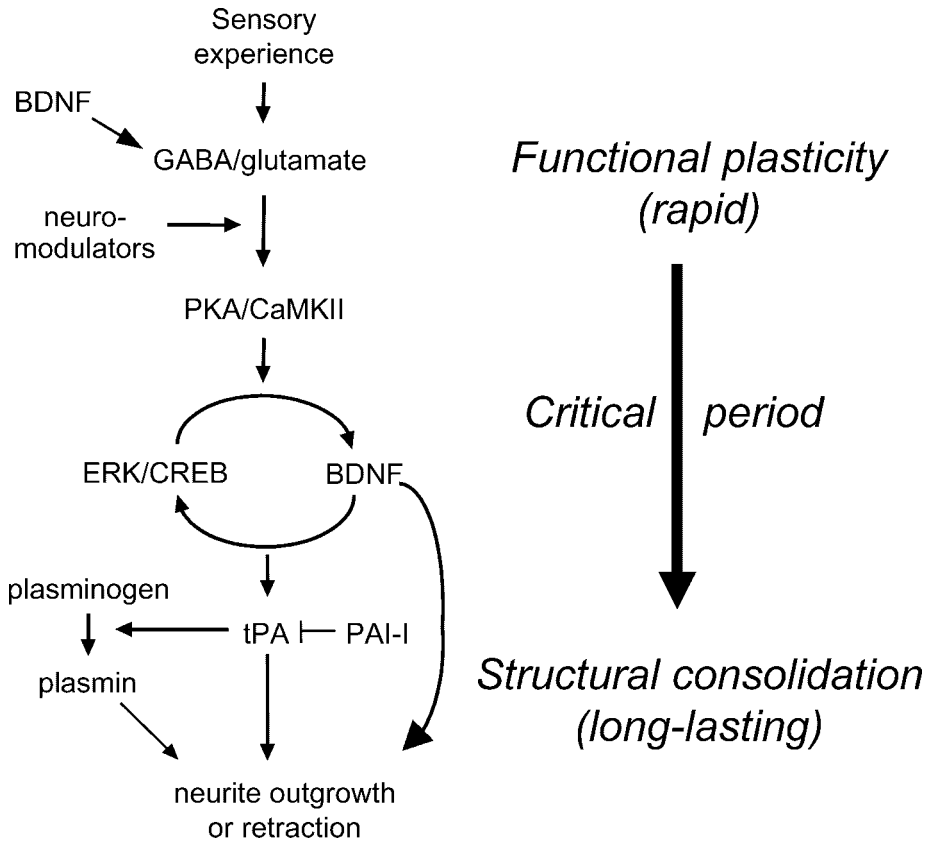 Sensory
experience
BDNF
GABA/glutamate
neuro-
modulators
PKA/CaMKII
ERK/CREB
BDNF
plasminogen
tPA
PAI-I
plasmin
neurite outgrowth
or retraction
Functional plasticity
(rapid)
Critical period
Structural consolidation
(long-lasting)